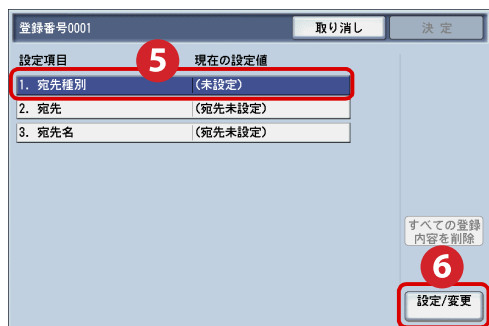 登録番号0001 取り消し 決 定
設定項目 5 現在の設定値
1. 宛先種別 (未設定)
2. 宛先 (宛先未設定)
3. 宛先名 (宛先未設定)
すべての登録
内容を削除
6
設定/変更